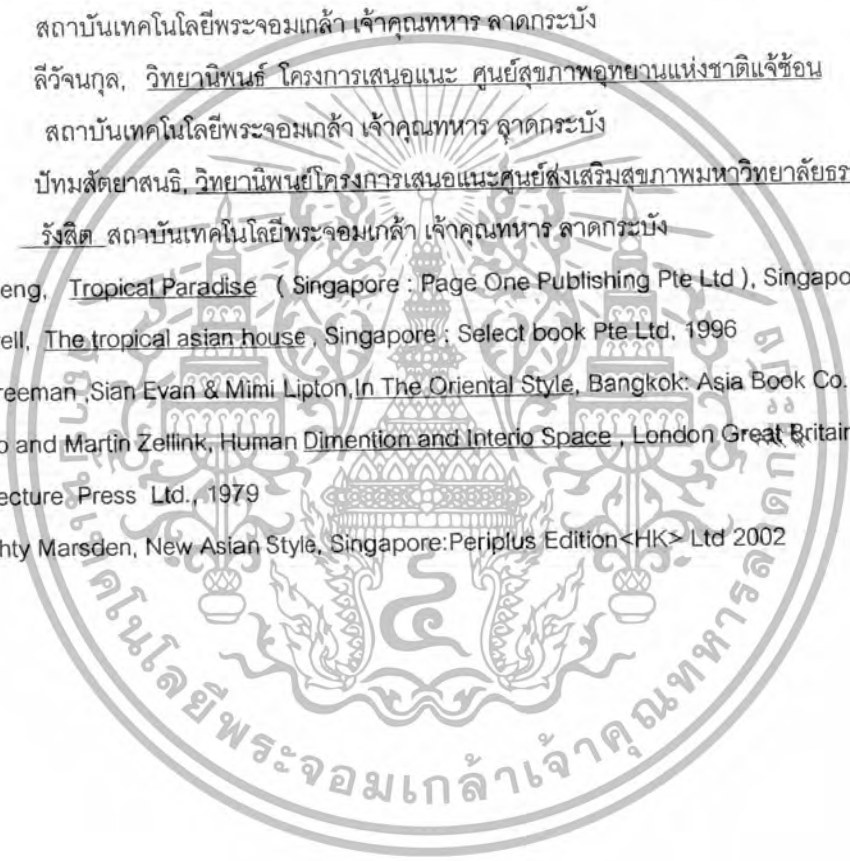 สถาบันเทคโนโลยีพระจอมเกล้า เจ้าคุณทหาร ลาดกระบัง
ลีวัจนกุล, วิทยานิพนธ์ โครงการเสนอแนะ ศูนย์สุขภาพอุทยานแห่งชาติแจ้ซ้อน
สถาบันเทคโนโลยีพระจอมเกล้า เจ้าคุณทหาร ลาดกระบัง
ปัทมสัตยาสนธิ, วิทยานิพนย์โครงการเสนอแนะศูนย์ส่งเสริมสุขภาพมหาวิทยาลัยธร
รังสิต สถาบันเทคโนโลยีพระจอมเกล้า เจ้าคุณทหาร ลาดกระบัง
eng, Tropical Paradise ( Singapore : Page One Publishing Pte Ltd ), Singapo
ell, The tropical asian house , Singapore : Select book Pte Ltd, 1996
reeman ,Sian Evan & Mimi Lipton,In The Oriental Style, Bangkok: Asia Book Co.
o and Martin Zellink, Human Dimention and Interio Space , London Great Britain
ecture Press Ltd., 1979
hty Marsden, New Asian Style, Singapore:Periplus Edition<HK> Ltd 2002
สถาบันเทคโนโลยีพระจอมเกล้าเจ้าคุณทหารลาดกระบัง